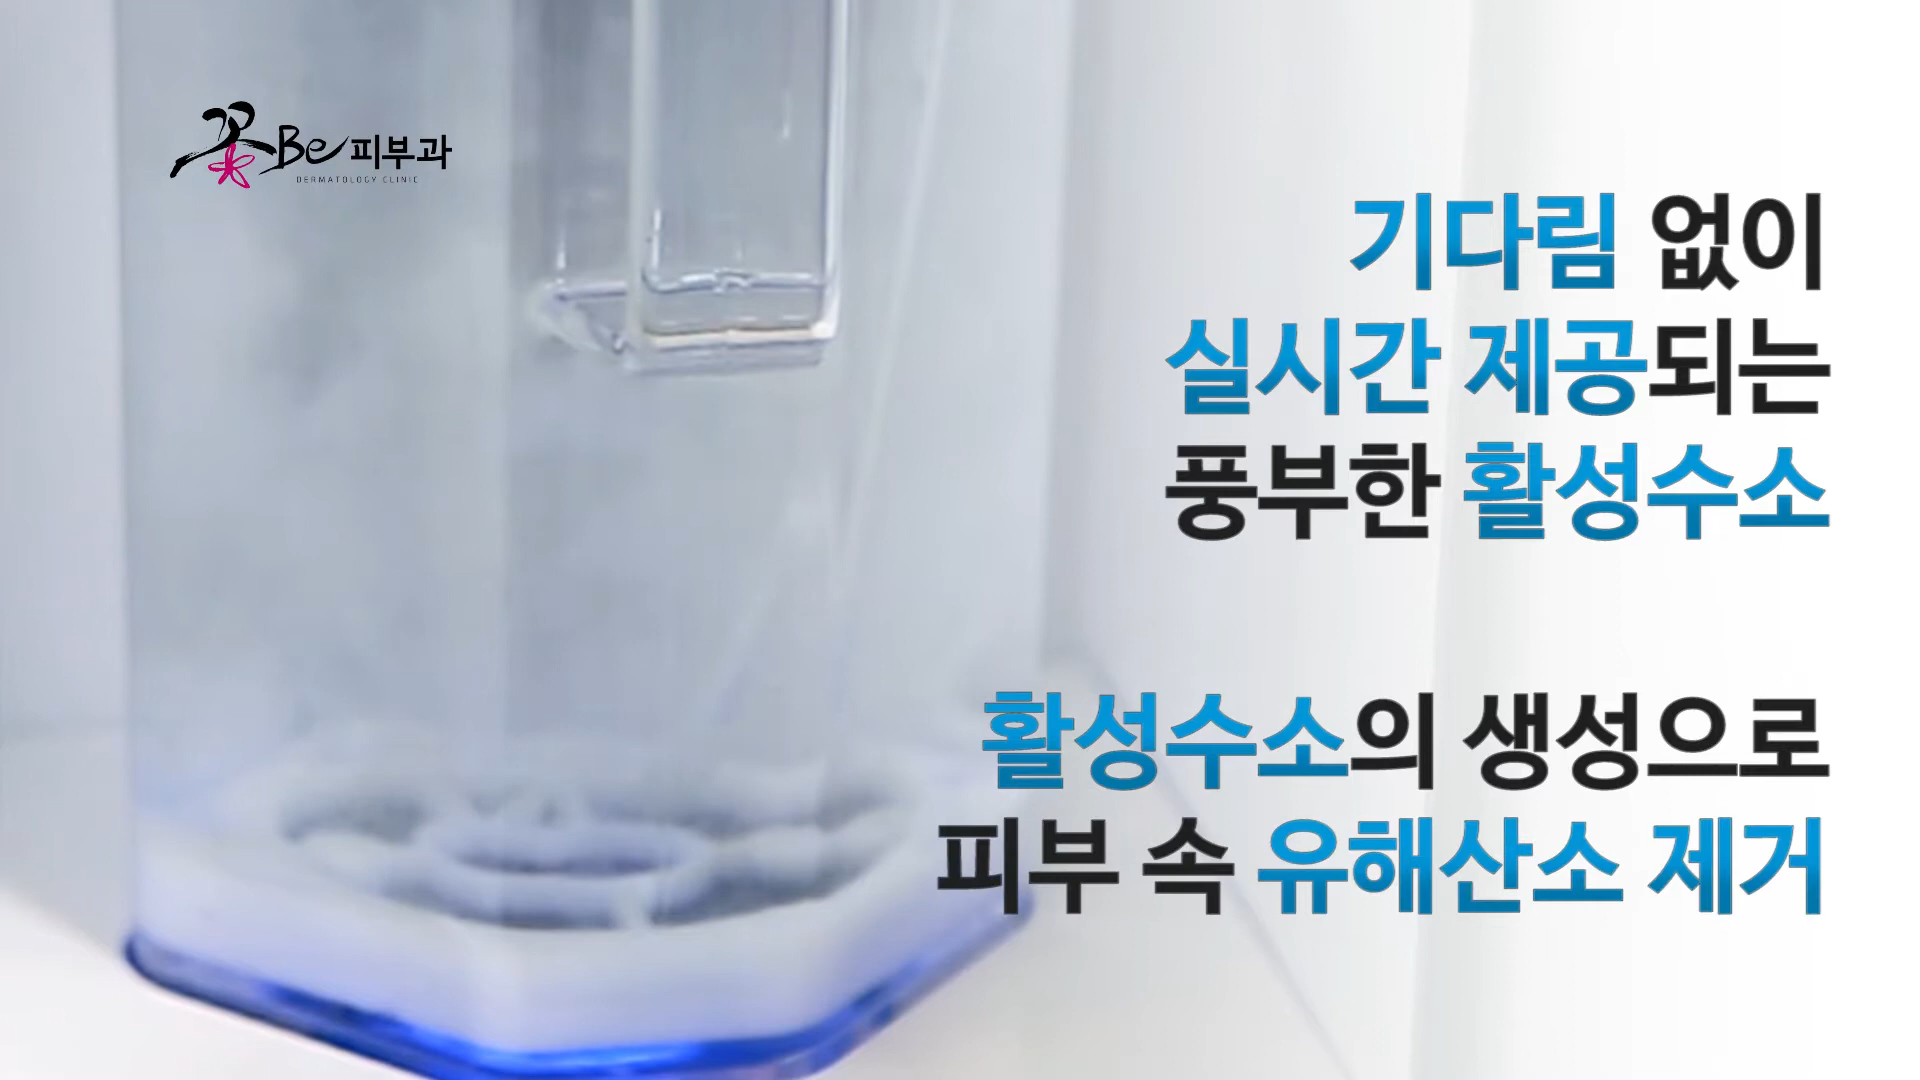 꽃Be피부과
DERMATOLOGY CLINIC
기다림 없이
실시간 제공되는
풍부한 활성수소
활성수소의 생성으로
피부 속 유해산소 제거